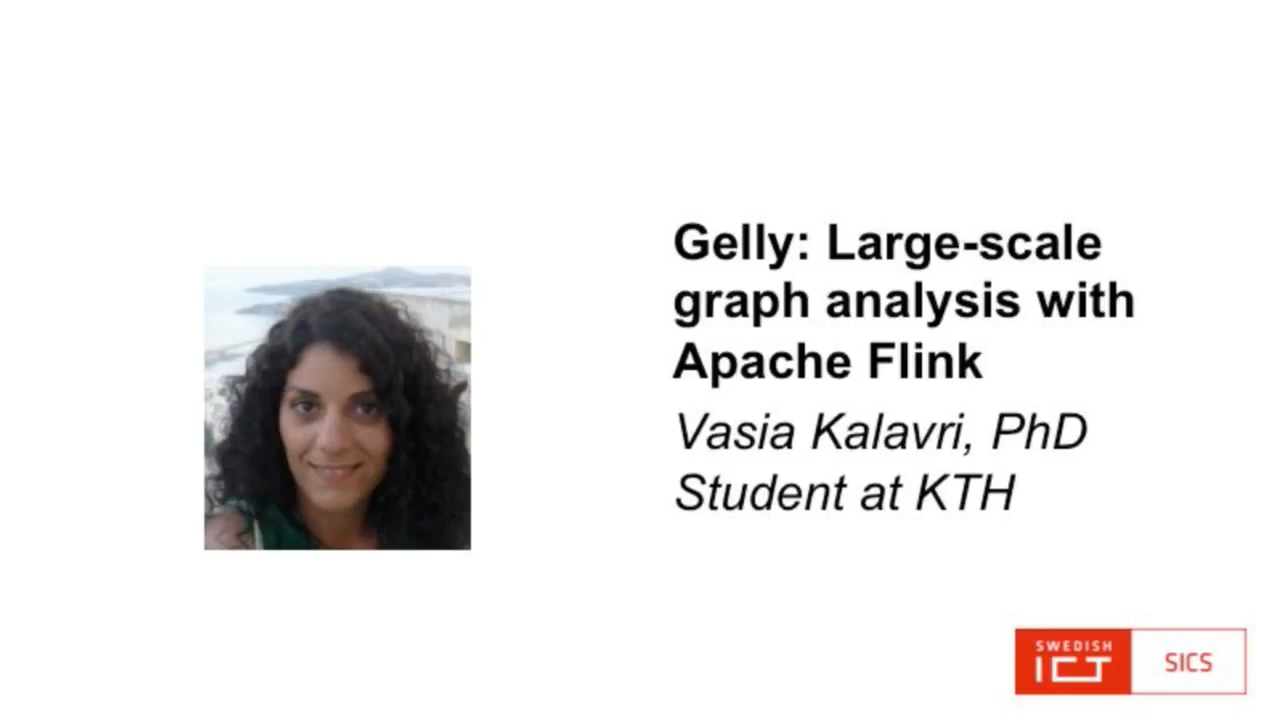 Gelly: Large-scale
graph analysis with
Apache Flink
Vasia Kalavri, PhD
Student at KTH
SWEDISH
ICT
SICS